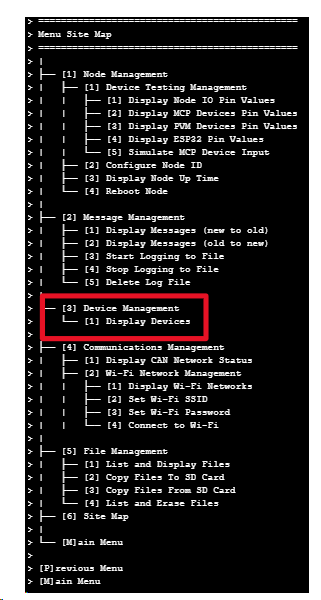 > ==========================================
> Menu Site Map
> ==========================================
> |
> ├── [1] Node Management
> |   ├── [1] Device Testing Management
> |   |   ├── [1] Display Node IO Pin Values
> |   |   ├── [2] Display MCP Devices Pin Values
> |   |   ├── [3] Display PVM Devices Pin Values
> |   |   ├── [4] Display ESP32 Pin Values
> |   |   └── [5] Simulate MCP Device Input
> |   ├── [2] Configure Node ID
> |   ├── [3] Display Node Up Time
> |   └── [4] Reboot Node
> |
> ├── [2] Message Management
> |   ├── [1] Display Messages (new to old)
> |   ├── [2] Display Messages (old to new)
> |   ├── [3] Start Logging to File
> |   ├── [4] Stop Logging to File
> |   └── [5] Delete Log File
> |
> ├── [3] Device Management
> |   └── [1] Display Devices
> |
> ├── [4] Communications Management
> |   ├── [1] Display CAN Network Status
> |   ├── [2] Wi-Fi Network Management
> |   |   ├── [1] Display Wi-Fi Networks
> |   |   ├── [2] Set Wi-Fi SSID
> |   |   ├── [3] Set Wi-Fi Password
> |   |   └── [4] Connect to Wi-Fi
> |
> ├── [5] File Management
> |   ├── [1] List and Display Files
> |   ├── [2] Copy Files To SD Card
> |   ├── [3] Copy Files From SD Card
> |   └── [4] List and Erase Files
> ├── [6] Site Map
> |
> └── [M]ain Menu
>
> [P]revious Menu
> [M]ain Menu